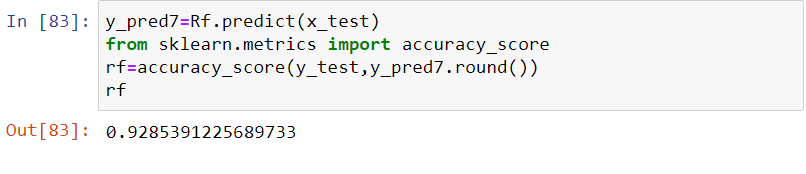 In [83]: y_pred7=Rf.predict(x_test)
from sklearn.metrics import accuracy_score
rf=accuracy_score(y_test,y_pred7.round())
rf
Out[83]: 0.9285391225689733